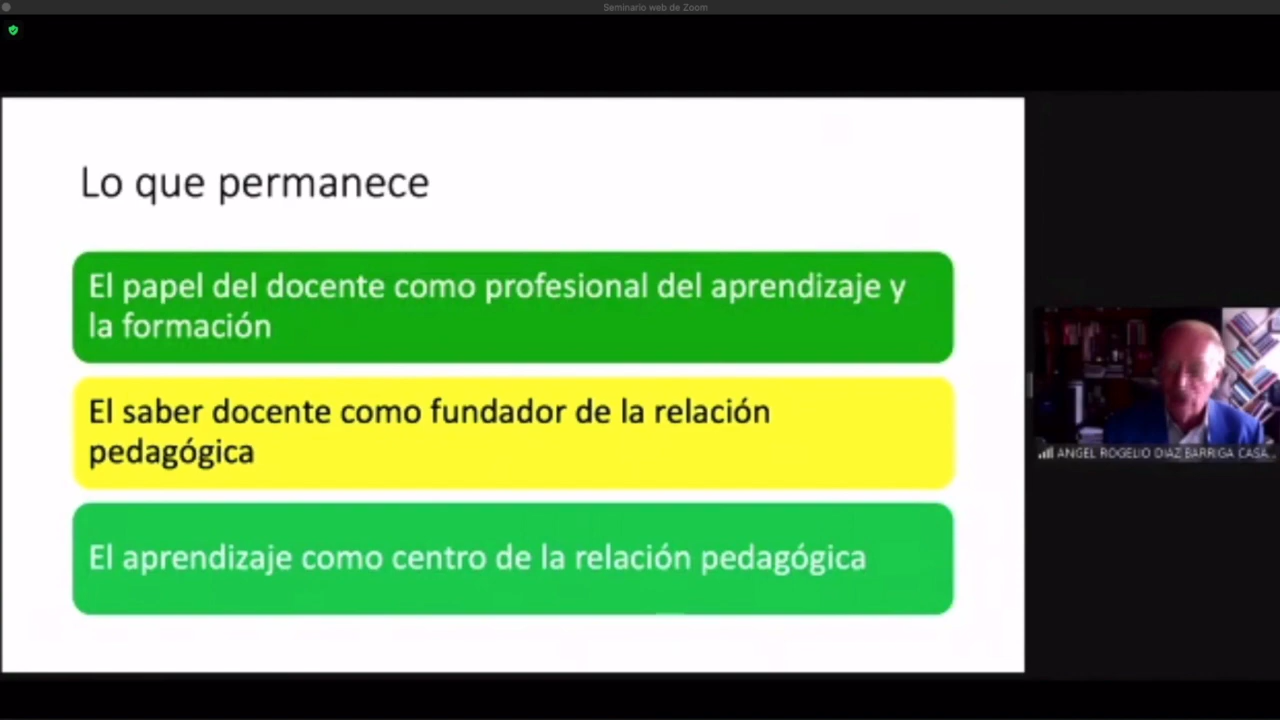 Seminario web de Zoom
Lo que permanece
El papel del docente como profesional del aprendizaje y
la formación
El saber docente como fundador de la relación
pedagógica
El aprendizaje como centro de la relación pedagógica
ANGEL ROGELIO DIAZ BARRIGA CASA...